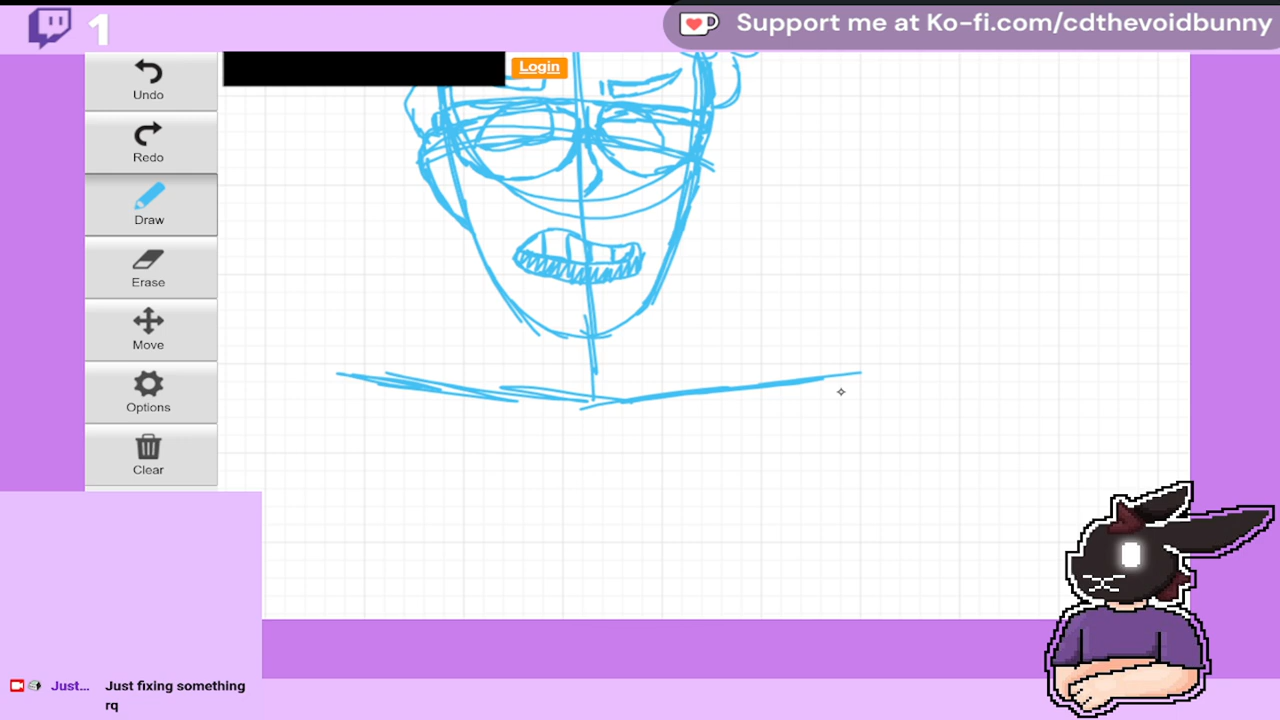 1
Support me at Ko-fi.com/cdthevoidbunny
Login
Undo
Redo
Draw
Erase
Move
Options
Clear
Just... Just fixing something
rq